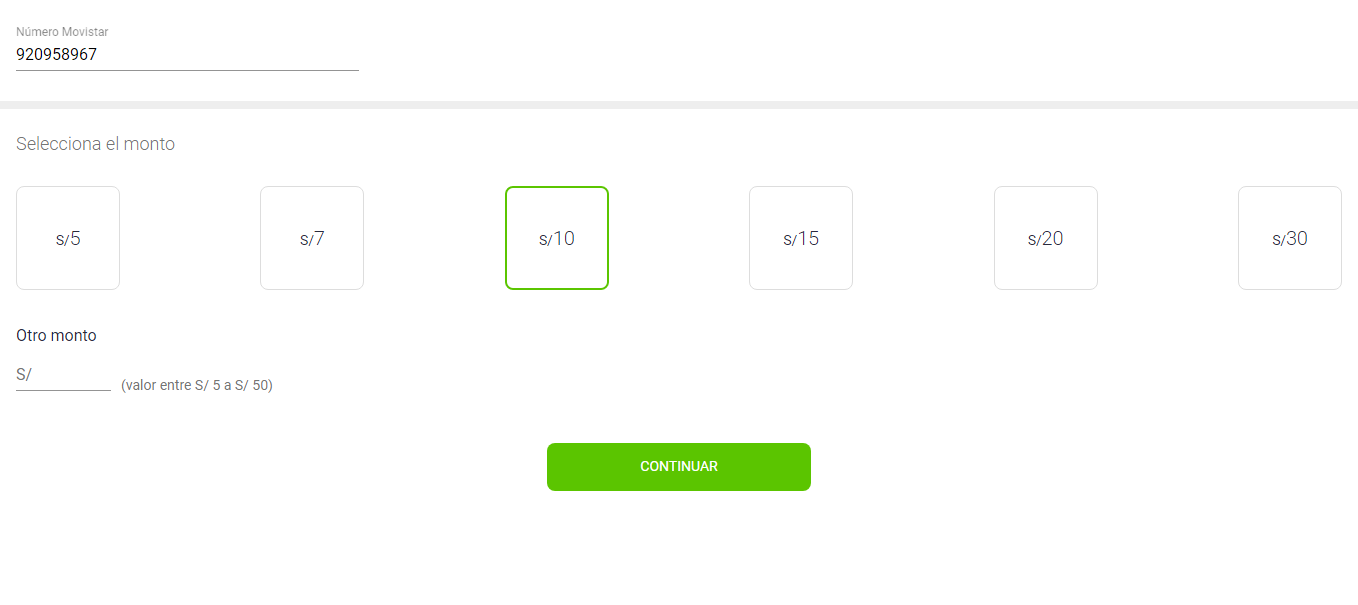 Número Movistar
920958967
Selecciona el monto
s/5 s/7 s/10 s/15 s/20 s/30
Otro monto
S/ (valor entre S/ 5 a S/ 50)
CONTINUAR